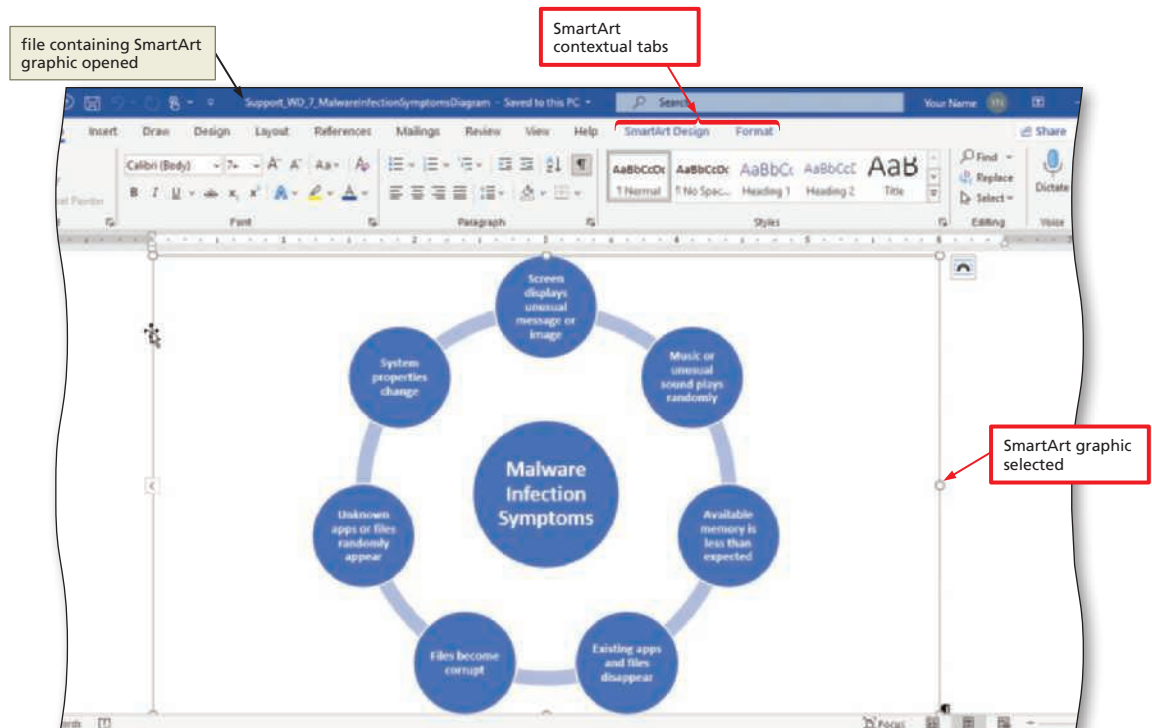 file containing SmartArt
graphic opened
SmartArt
contextual tabs
Support_WD_7_MalwareInfectionSymptomsDiagram - Saved to this PC
Search
Your Name
YN
Insert Draw Design Layout References Mailings Review View Help SmartArt Design Format Share
Calibri (Body) 7+ A A Aa A
B I U ab x x A A
AaBbCcDc AaBbCcDc AaBbCc AaBbCcC AaB
¶ Normal ¶ No Spac... Heading 1 Heading 2 Title
Find
Replace
Select
Dictate
Painter
Font Paragraph Styles Editing Voice
Screen
displays
unusual
message or
image
Music or
unusual
sound plays
randomly
Available
memory is
less than
expected
Existing apps
and files
disappear
Files become
corrupt
Unknown
apps or files
randomly
appear
System
properties
change
Malware
Infection
Symptoms
SmartArt graphic
selected
Focus